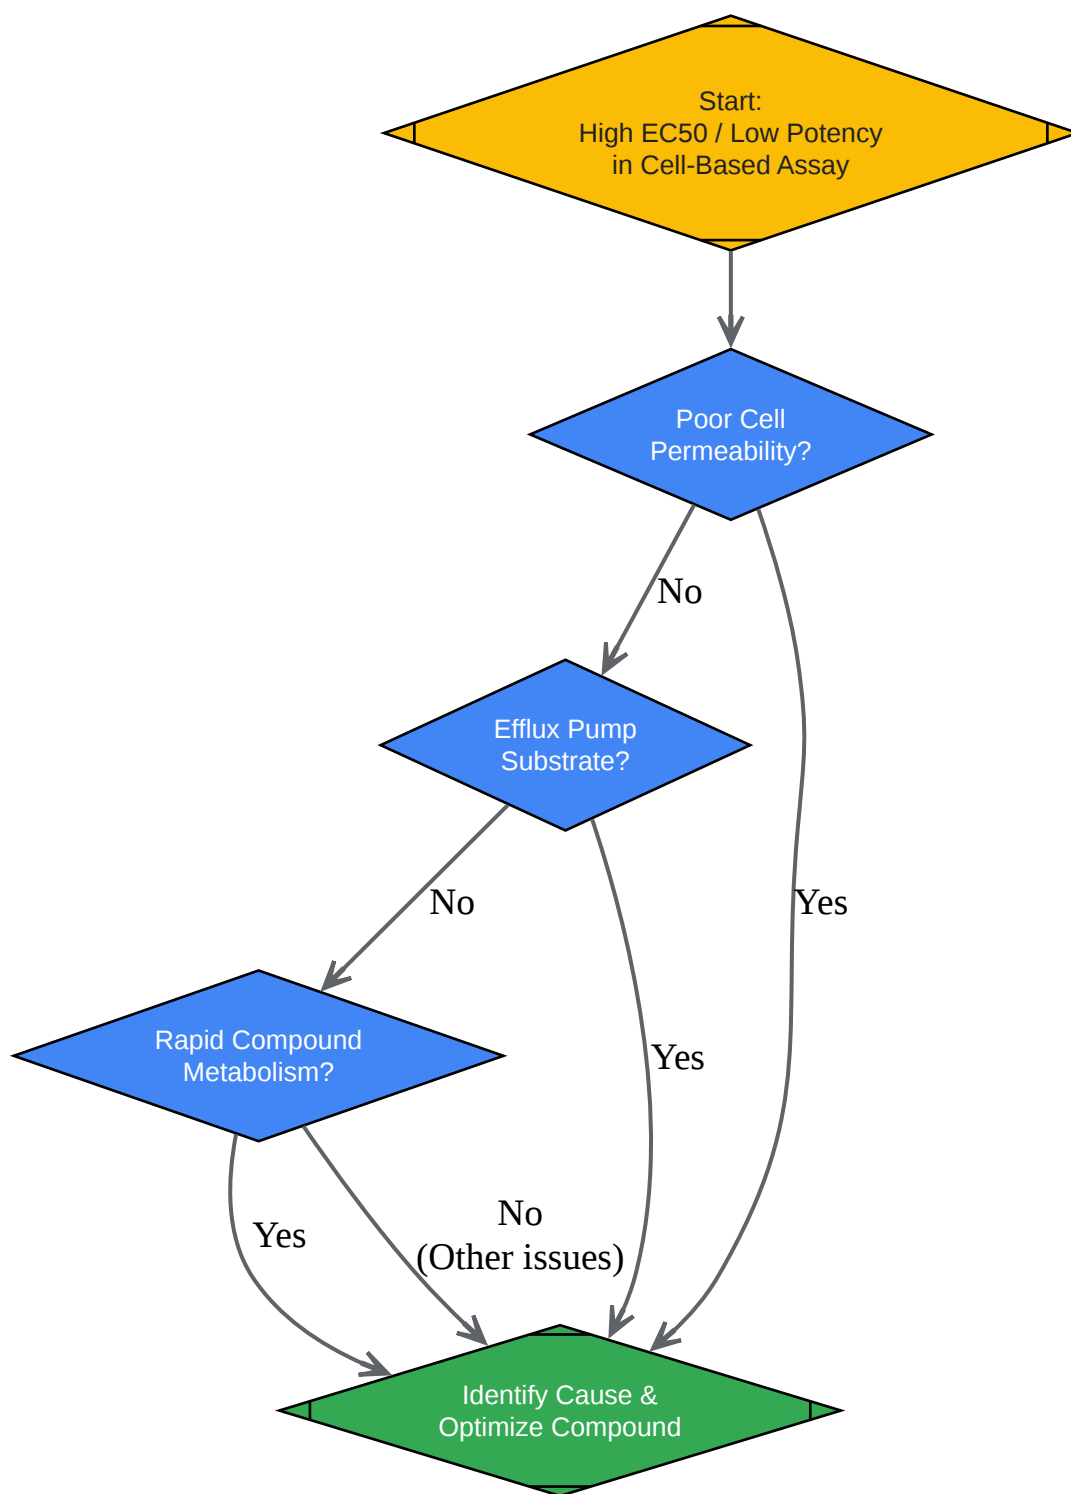 Start:
High EC50 / Low Potency
in Cell-Based Assay
Poor Cell
Permeability?
No
Efflux Pump
Substrate?
No
Yes
Rapid Compound
Metabolism?
Yes
Yes
No
(Other issues)
Identify Cause &
Optimize Compound